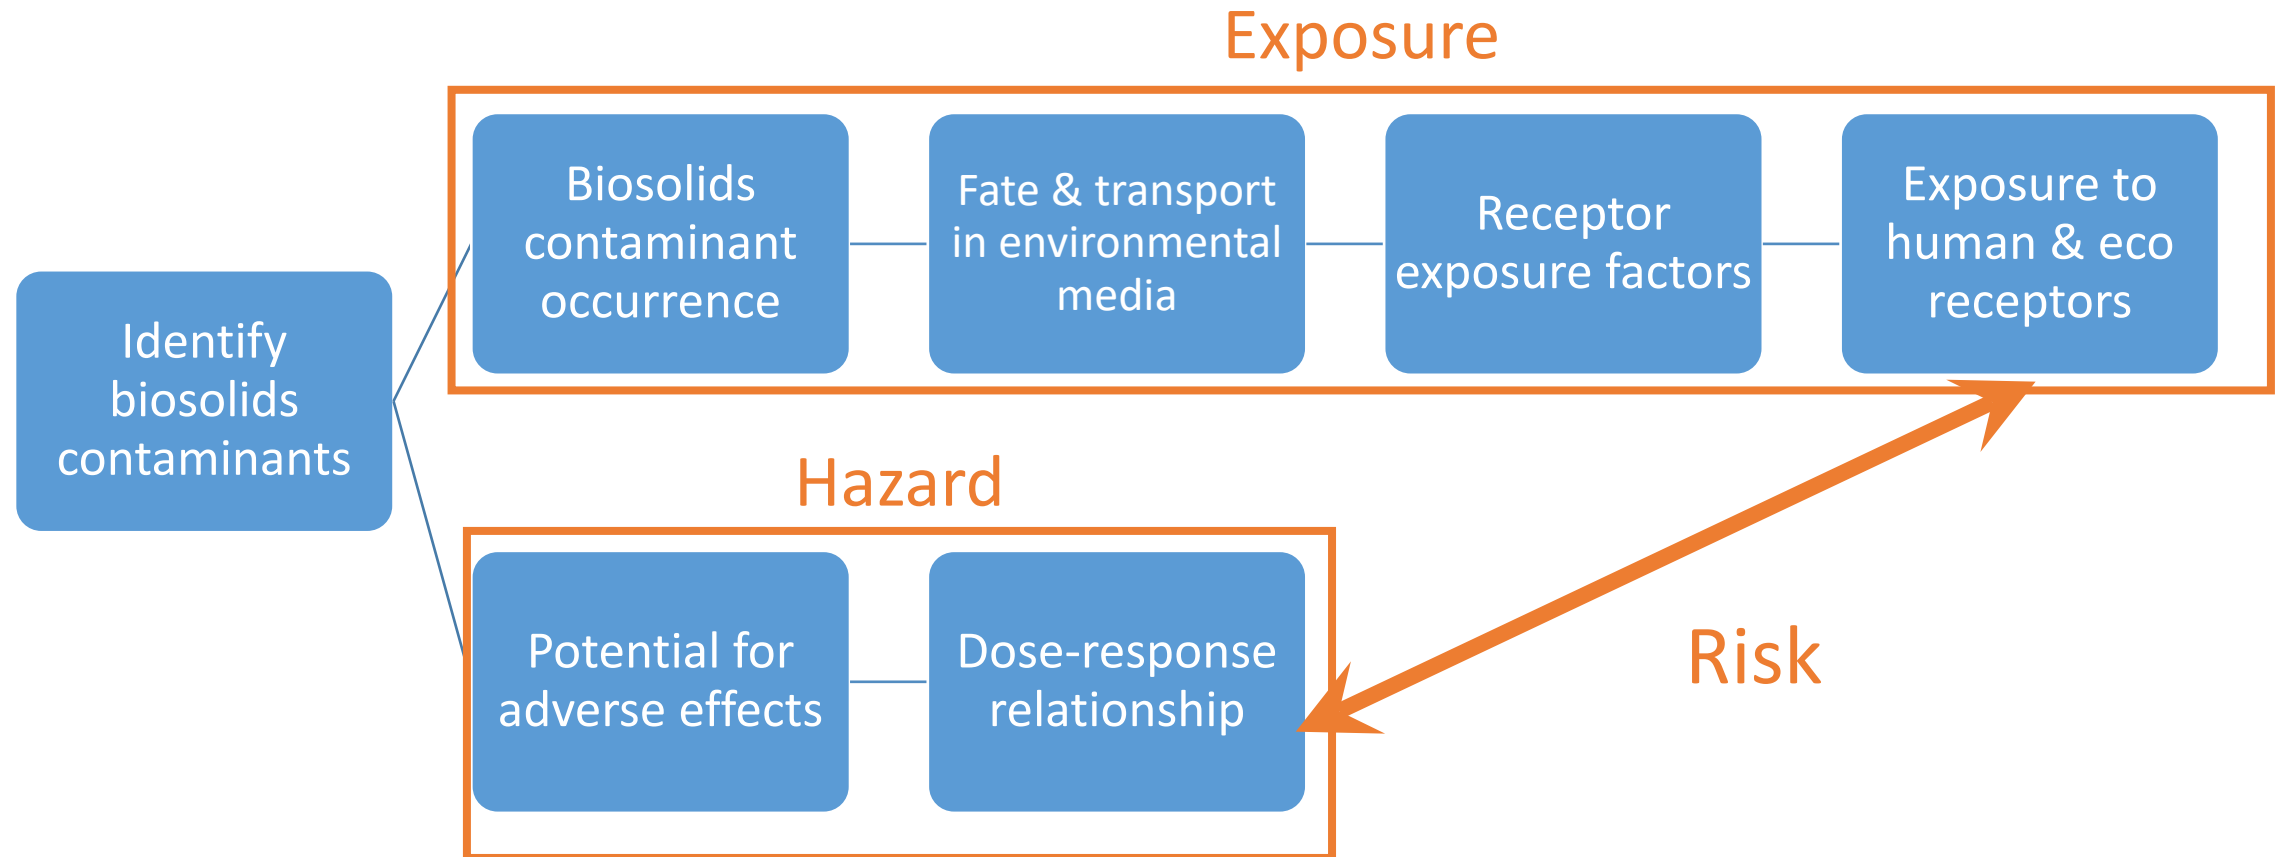 Exposure
Biosolids
contaminant
occurrence
Fate & transport
in environmental
media
Receptor
exposure factors
Exposure to
human & eco
receptors
Identify
biosolids
contaminants
Hazard
Potential for
adverse effects
Dose-response
relationship
Risk